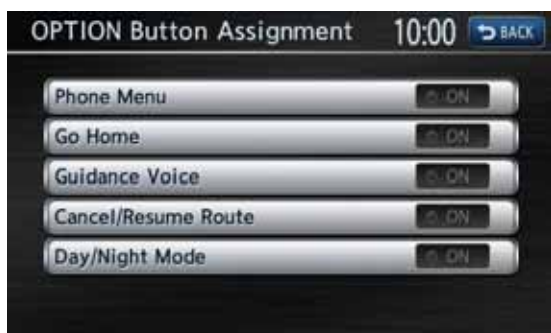 OPTION Button Assignment 10:00 BACK
Phone Menu ON
Go Home ON
Guidance Voice ON
Cancel/Resume Route ON
Day/Night Mode ON